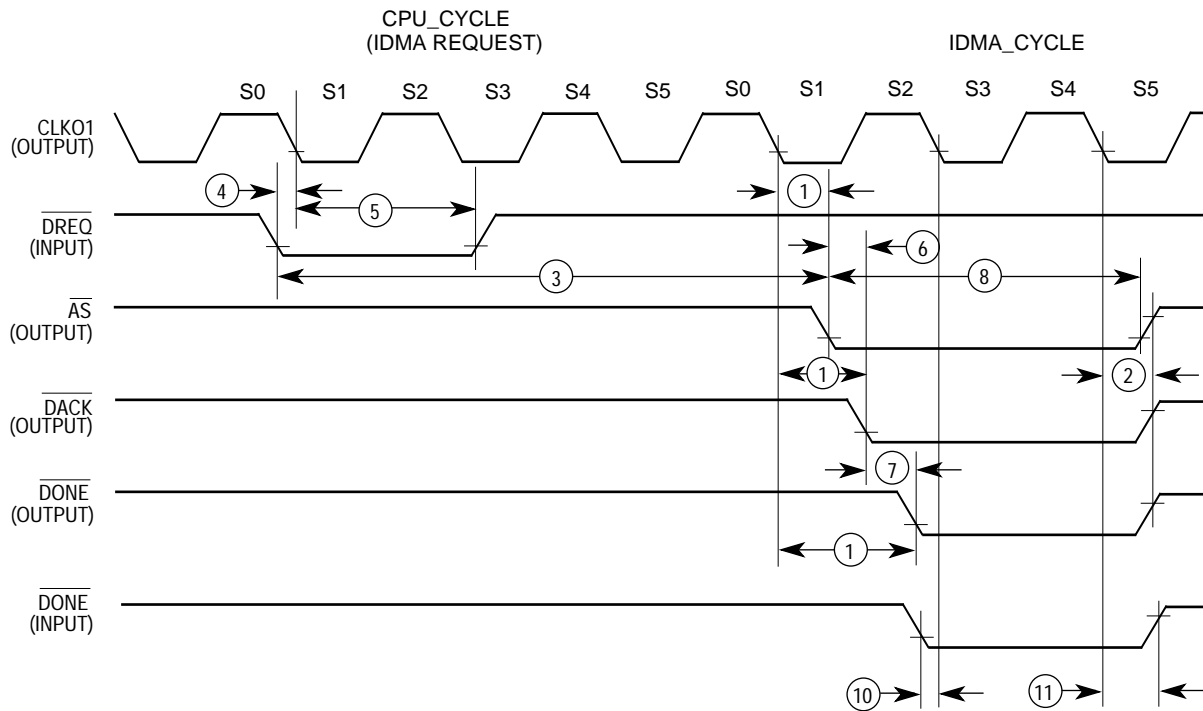 CPU_CYCLE
(IDMA REQUEST)
IDMA_CYCLE
S0 S1 S2 S3 S4 S5 S0 S1 S2 S3 S4 S5
CLKO1
(OUTPUT)
4
5
1
DREQ
(INPUT)
6
3
8
AS
(OUTPUT)
1
2
DACK
(OUTPUT)
7
DONE
(OUTPUT)
1
DONE
(INPUT)
10
11